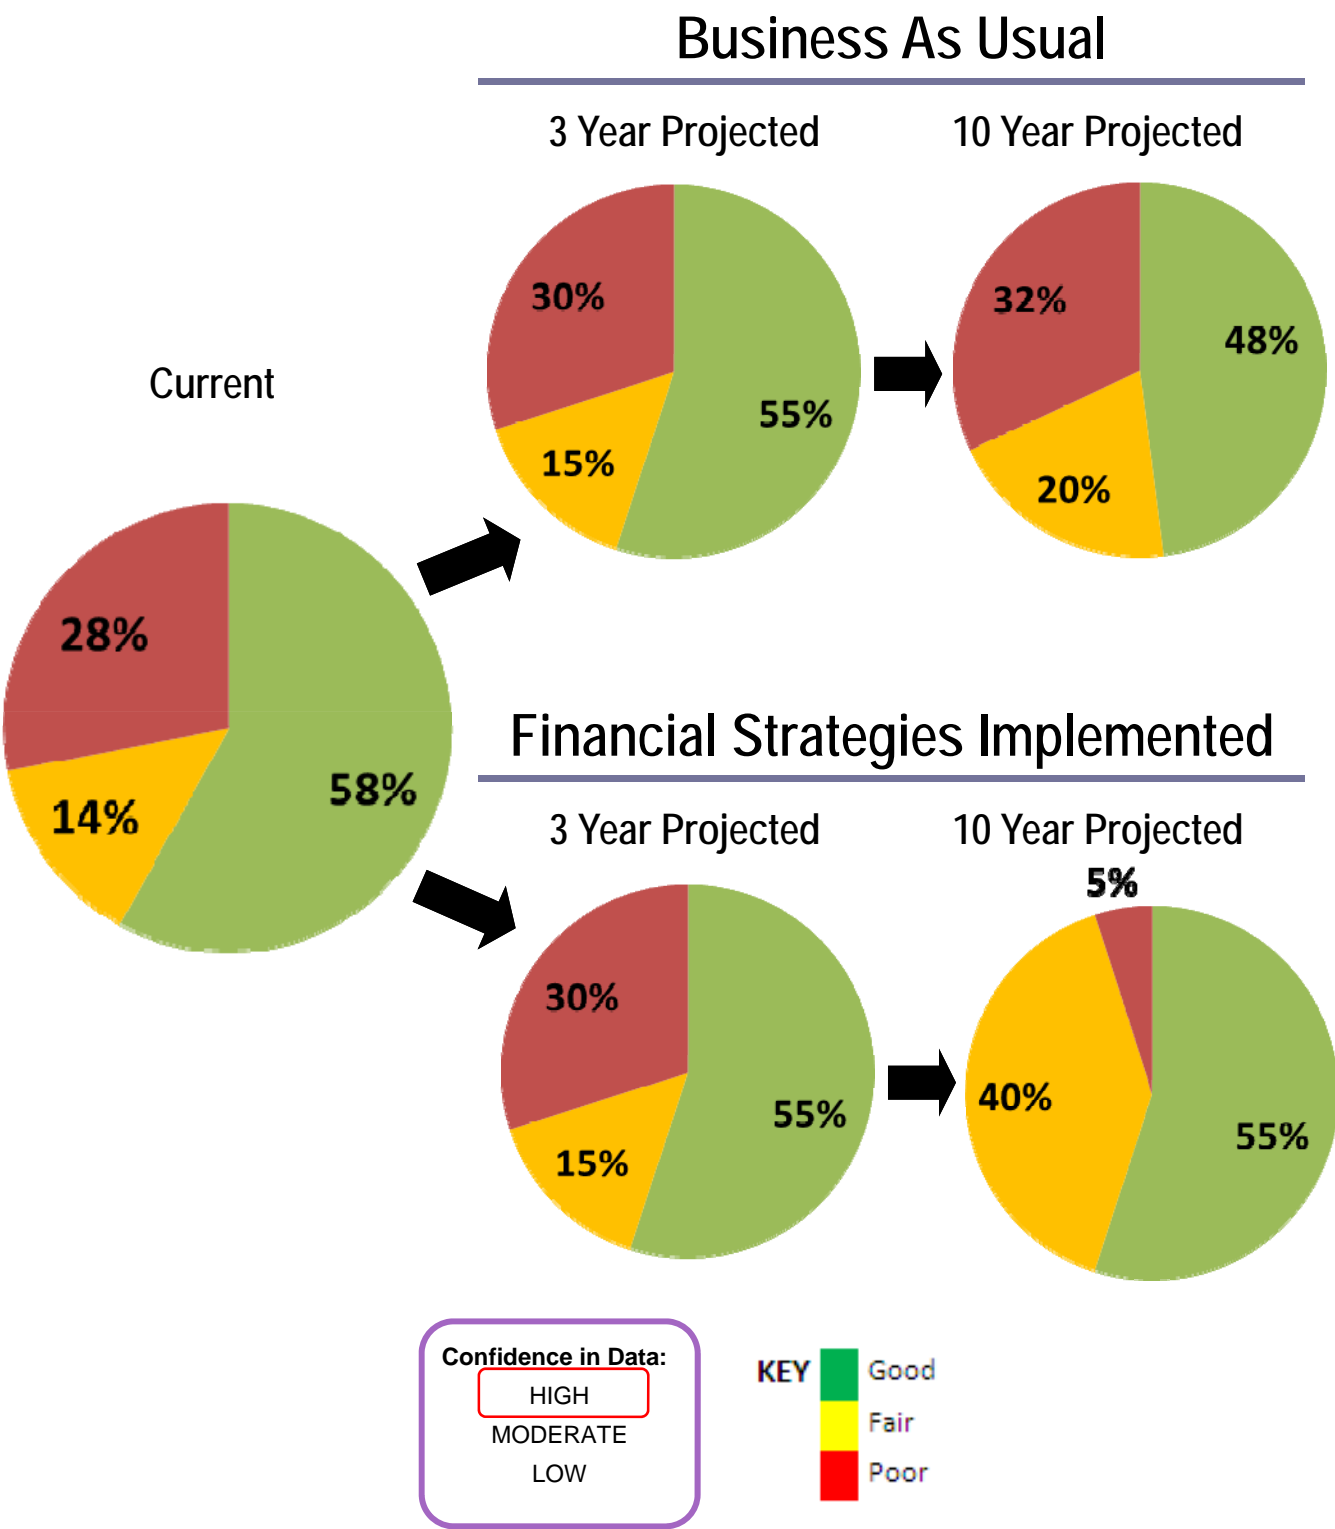 Business As Usual
3 Year Projected
10 Year Projected
30%
55%
15%
32%
48%
20%
Current
28%
58%
14%
Financial Strategies Implemented
3 Year Projected
10 Year Projected
30%
55%
15%
5%
40%
55%
Confidence in Data:
HIGH
MODERATE
LOW
KEY
Good
Fair
Poor